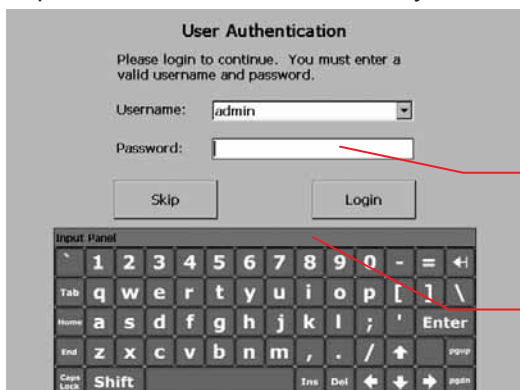 User Authentication
Please login to continue. You must enter a
valid username and password.
Username: admin
Password:
Skip Login
Input Panel
` 1 2 3 4 5 6 7 8 9 0 - =
Tab q w e r t y u i o p [ ] \
Home a s d f g h j k l ; ' Enter
End z x c v b n m , . / pgup
Caps Lock Shift Ins Del pgdn